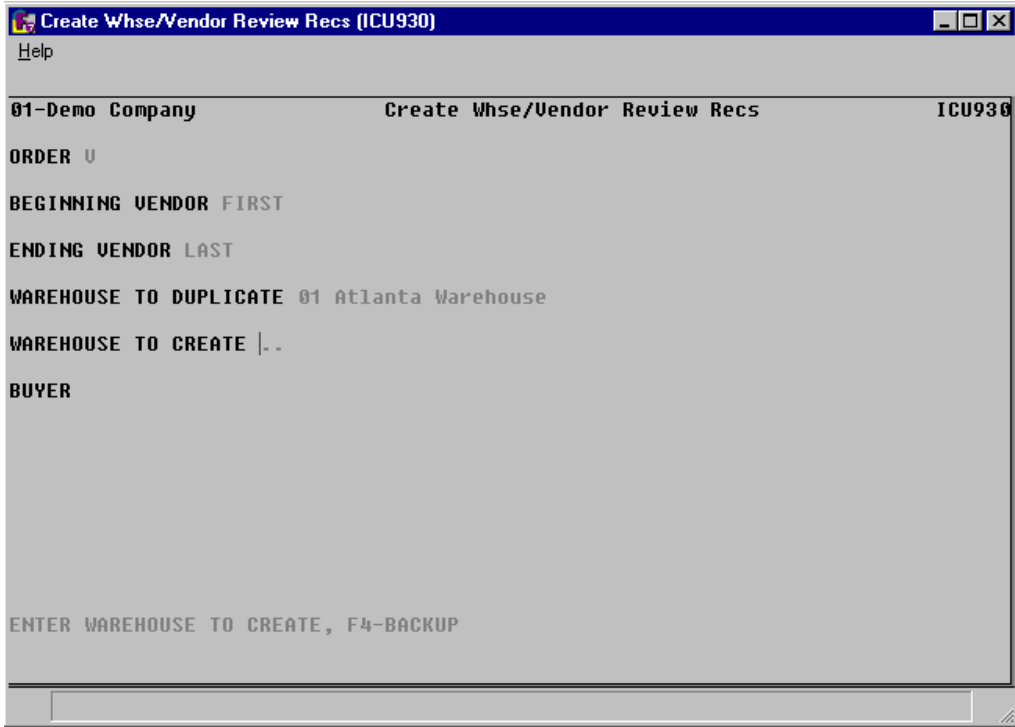 Create Whse/Vendor Review Recs (ICU930)
Help
01-Demo Company Create Whse/Vendor Review Recs ICU930
ORDER V
BEGINNING VENDOR FIRST
ENDING VENDOR LAST
WAREHOUSE TO DUPLICATE 01 Atlanta Warehouse
WAREHOUSE TO CREATE ..
BUYER
ENTER WAREHOUSE TO CREATE, F4-BACKUP